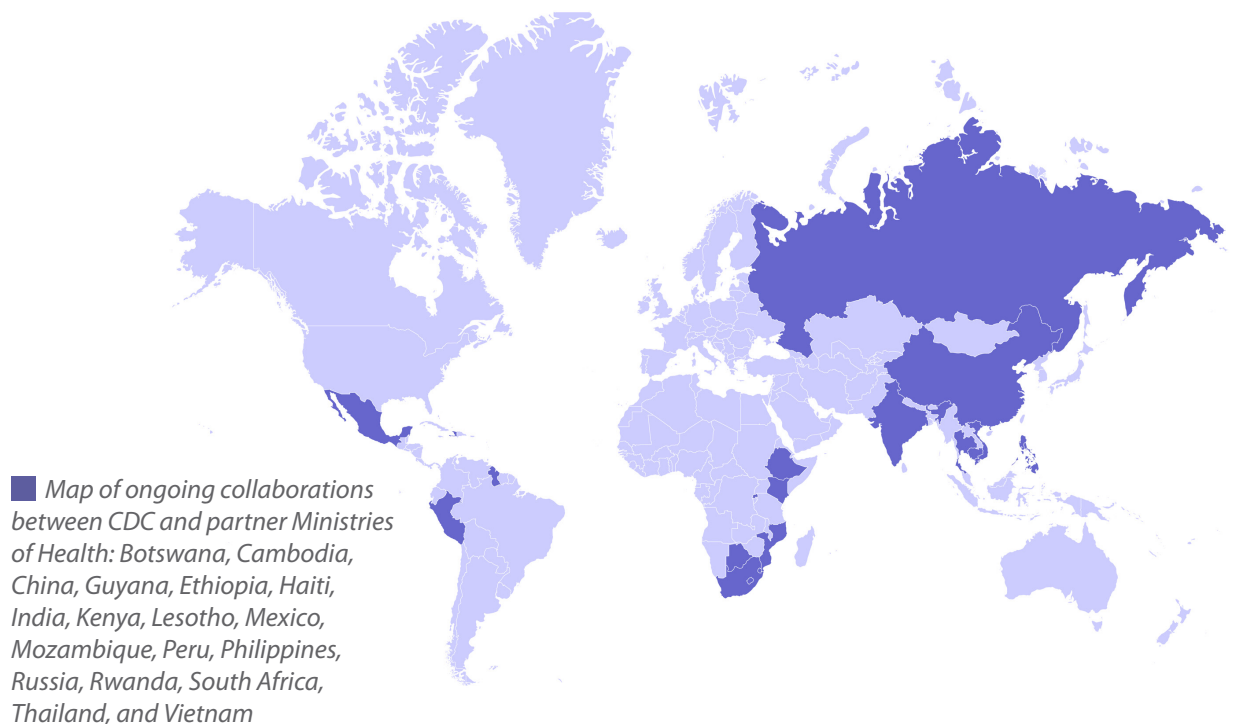 Map of ongoing collaborations
between CDC and partner Ministries
of Health: Botswana, Cambodia,
China, Guyana, Ethiopia, Haiti,
India, Kenya, Lesotho, Mexico,
Mozambique, Peru, Philippines,
Russia, Rwanda, South Africa,
Thailand, and Vietnam